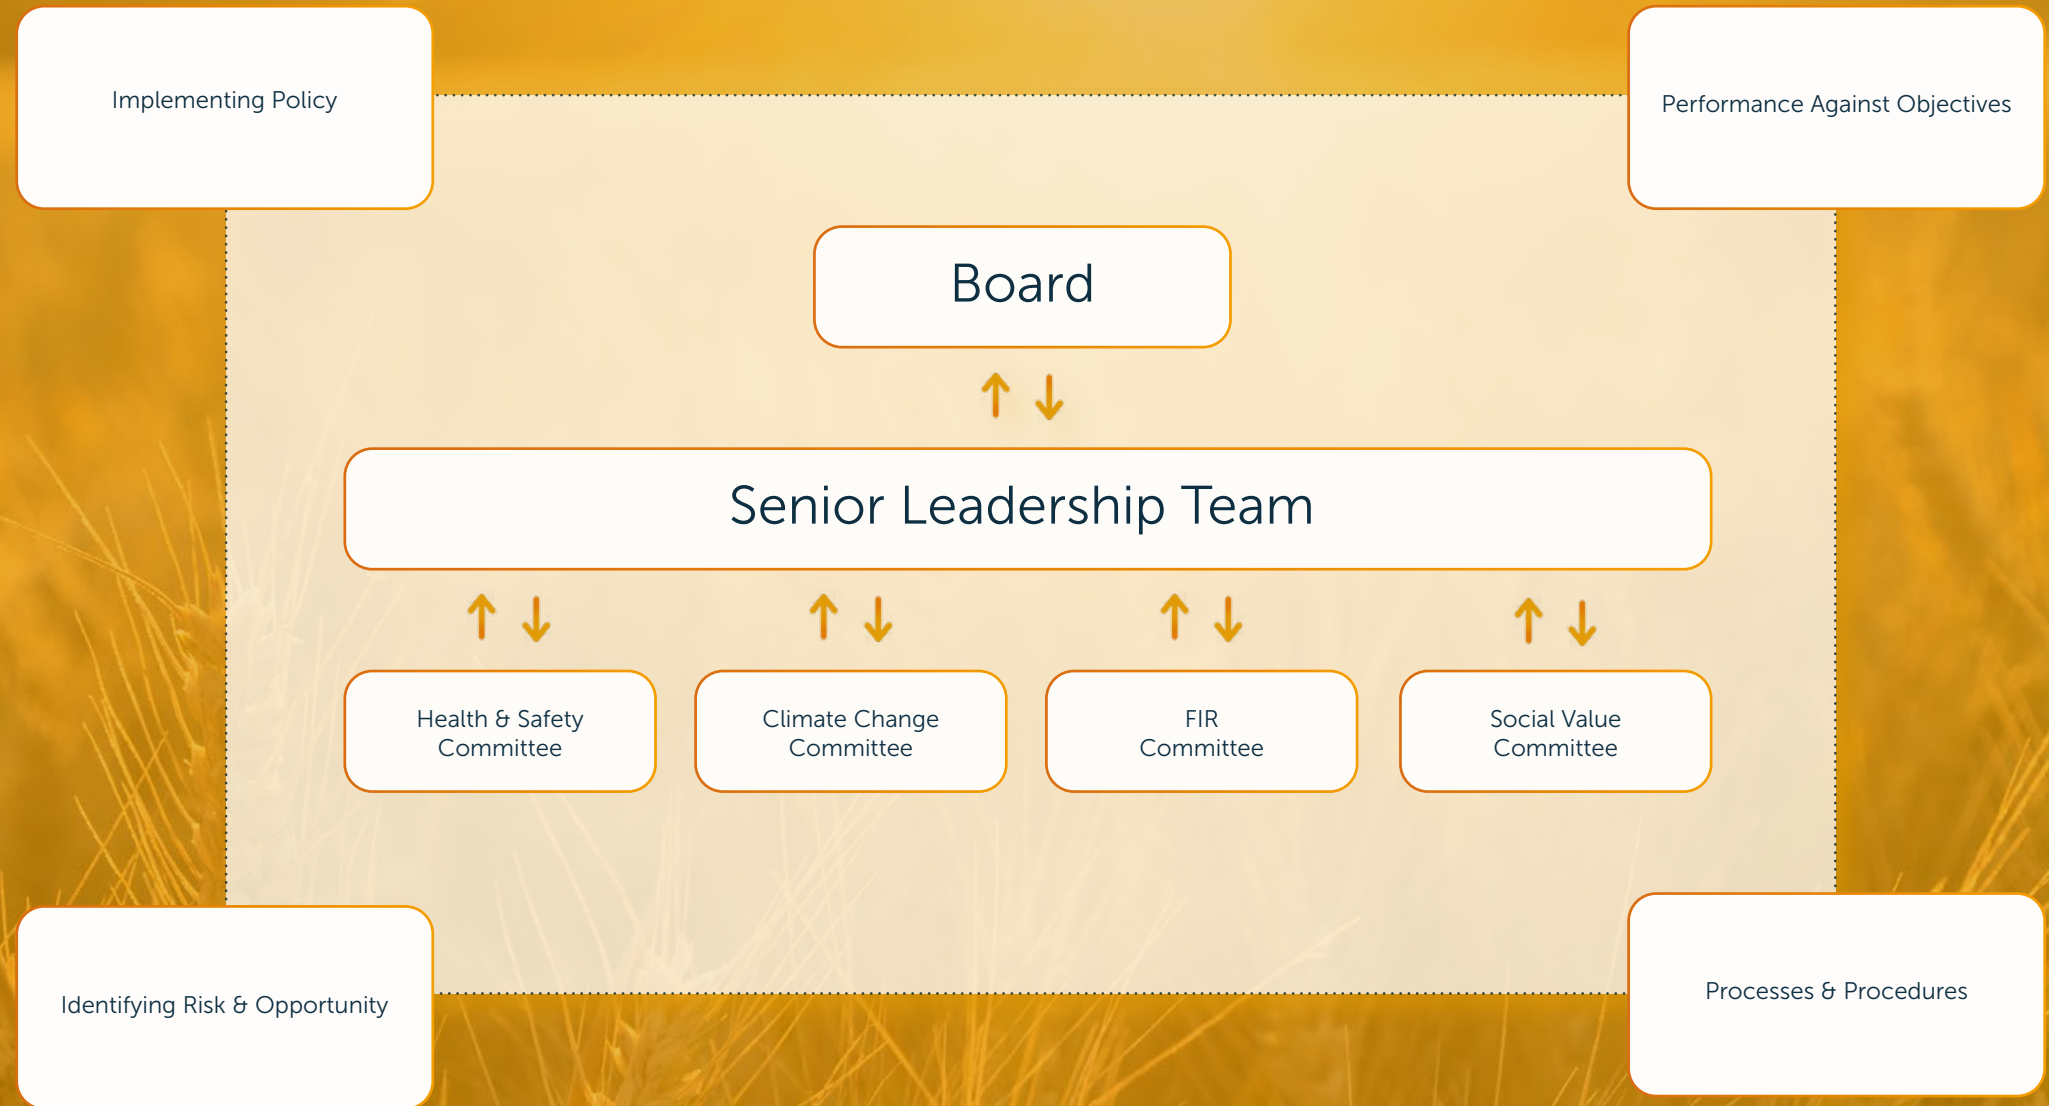 Implementing Policy
Performance Against Objectives
Board
Senior Leadership Team
Health & Safety
Committee
Climate Change
Committee
FIR
Committee
Social Value
Committee
Identifying Risk & Opportunity
Processes & Procedures